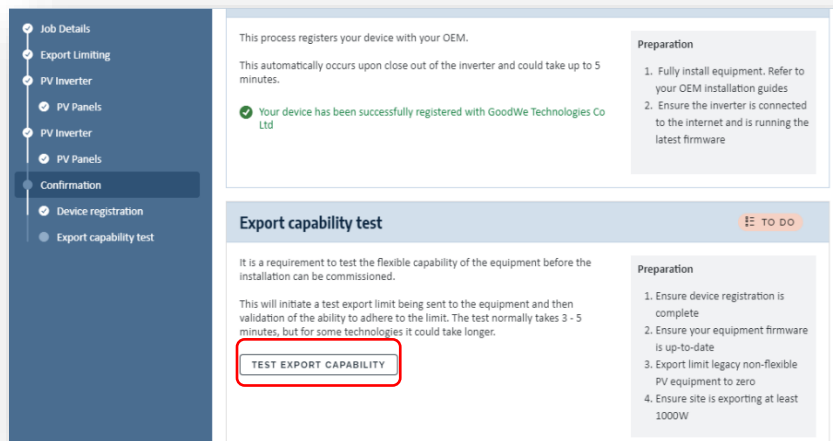 Job Details
Export Limiting
PV Inverter
PV Panels
PV Inverter
PV Panels
Confirmation
Device registration
Export capability test
This process registers your device with your OEM.
This automatically occurs upon close out of the inverter and could take up to 5
minutes.
Your device has been successfully registered with GoodWe Technologies Co
Ltd
Preparation
1. Fully install equipment. Refer to
your OEM installation guides
2. Ensure the inverter is connected
to the internet and is running the
latest firmware
Export capability test
TO DO
It is a requirement to test the flexible capability of the equipment before the
installation can be commissioned.
This will initiate a test export limit being sent to the equipment and then
validation of the ability to adhere to the limit. The test normally takes 3 - 5
minutes, but for some technologies it could take longer.
TEST EXPORT CAPABILITY
Preparation
1. Ensure device registration is
complete
2. Ensure your equipment firmware
is up-to-date
3. Export limit legacy non-flexible
PV equipment to zero
4. Ensure site is exporting at least
1000W